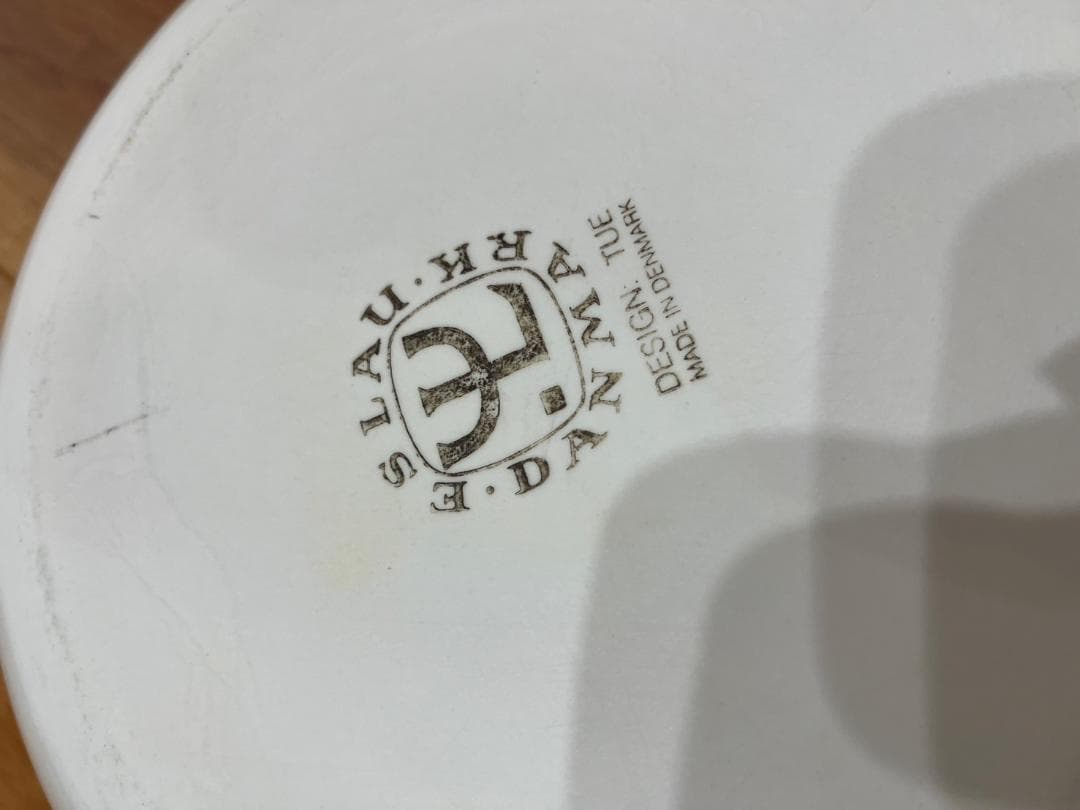 ESLAU · DANMARK ·
DESIGN: TUE
MADE IN DENMARK